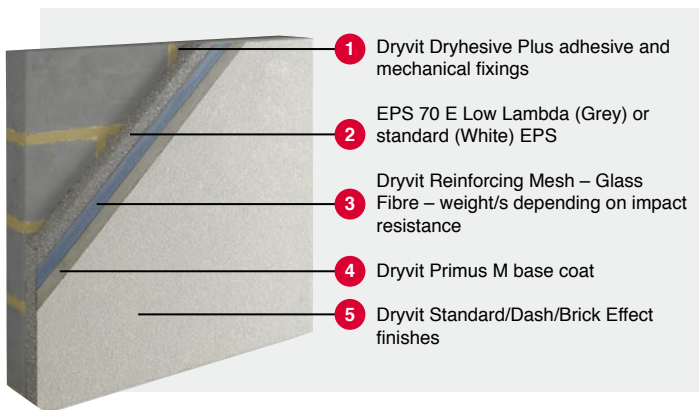 1 Dryvit Dryhesive Plus adhesive and
mechanical fixings
2 EPS 70 E Low Lambda (Grey) or
standard (White) EPS
3 Dryvit Reinforcing Mesh – Glass
Fibre – weight/s depending on impact
resistance
4 Dryvit Primus M base coat
5 Dryvit Standard/Dash/Brick Effect
finishes